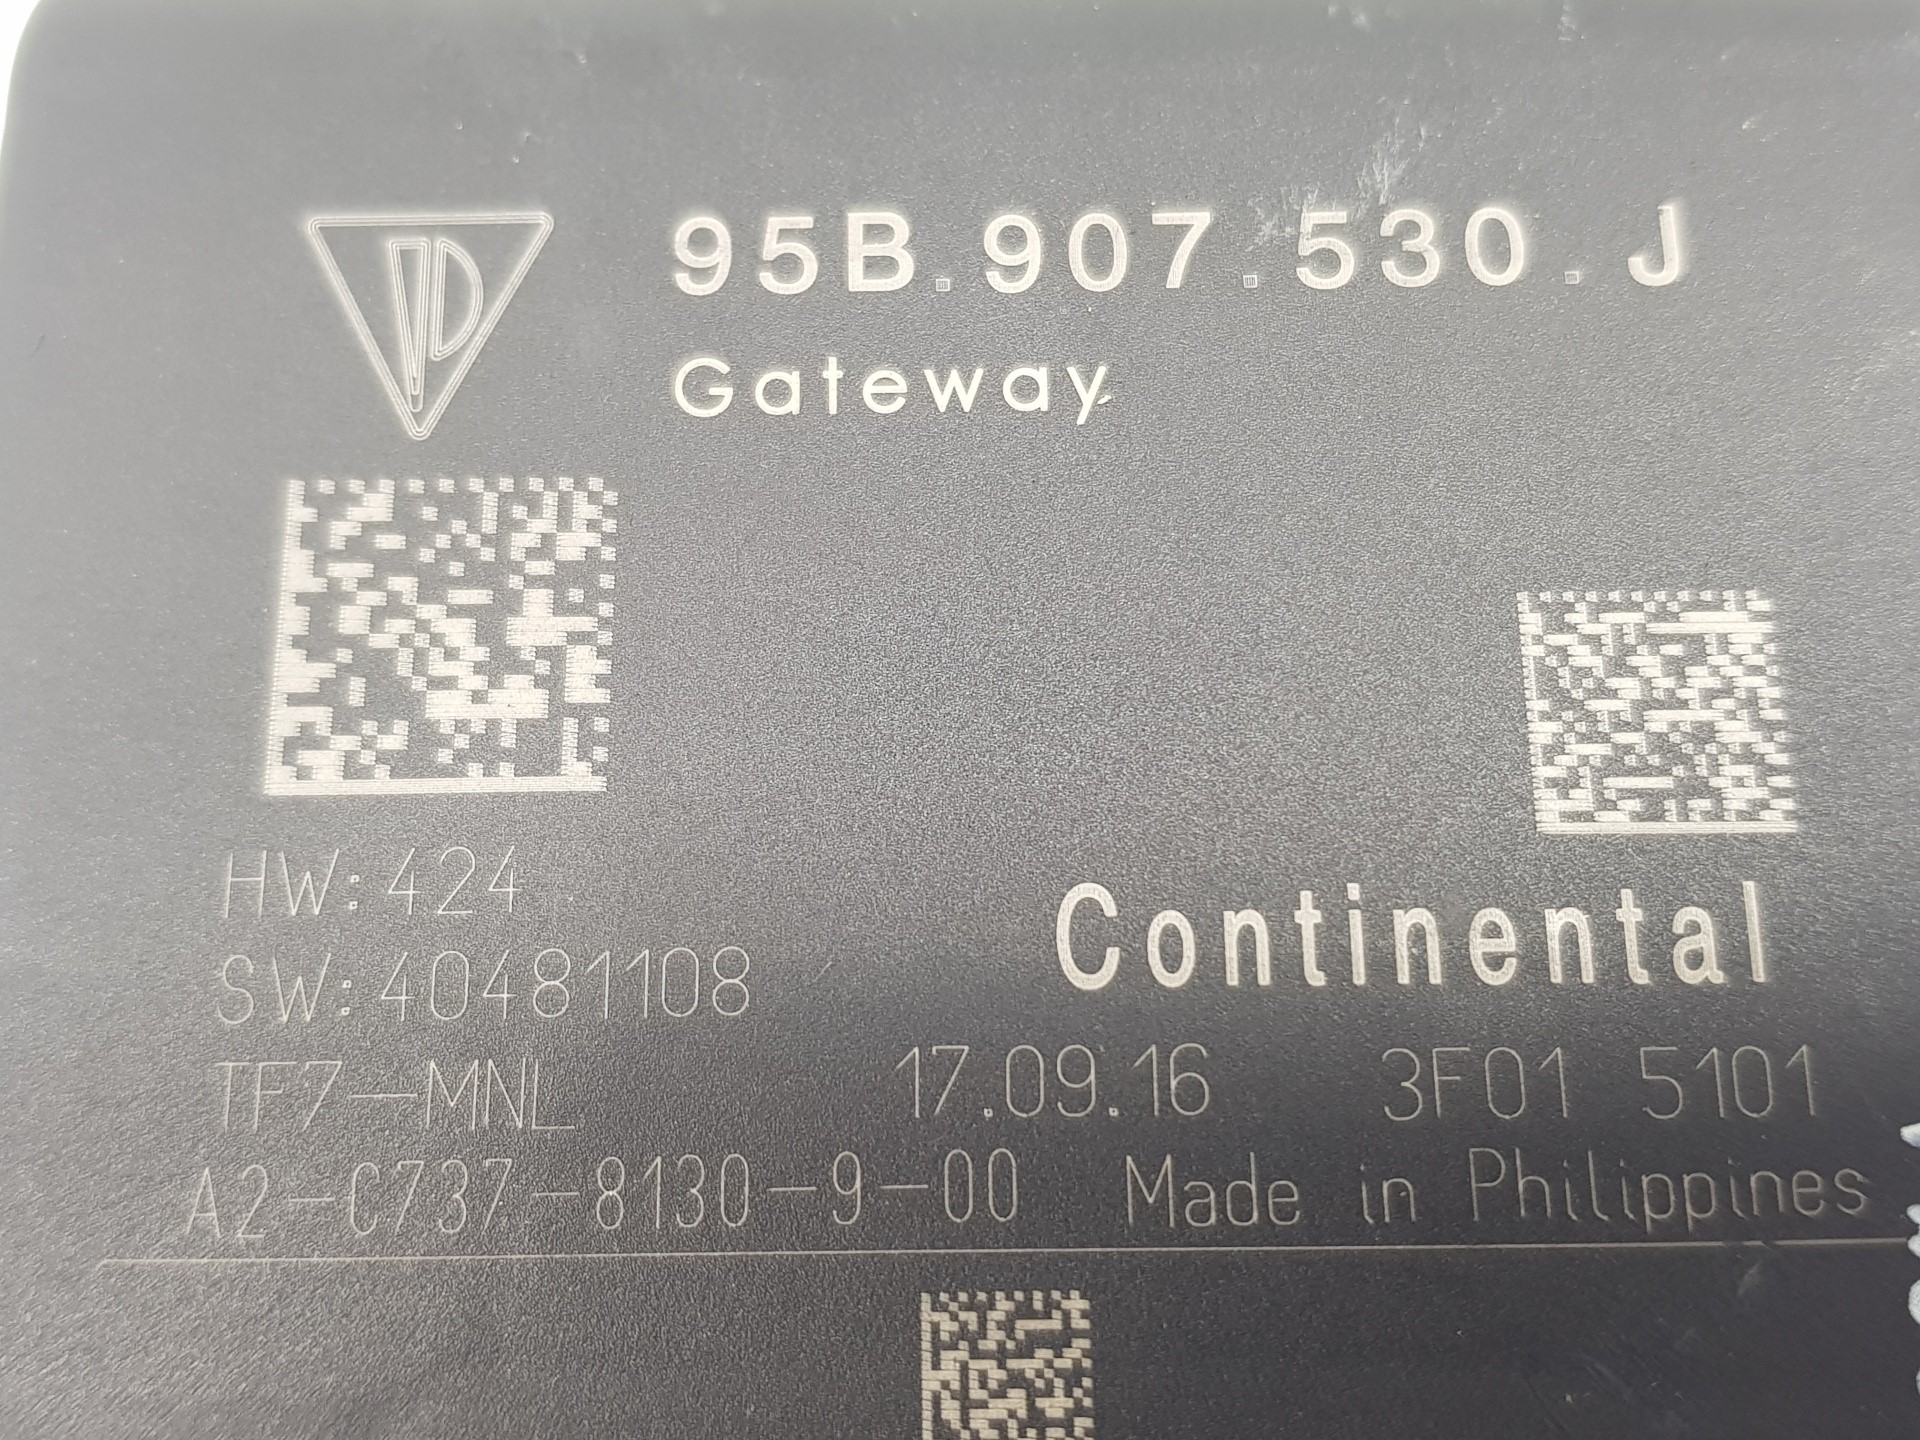 95B.907.530.J
Gateway
HW:424
SW:40481108
Continental
TF7-MNL 17.09.16 3F01 5101
A2-C737-8130-9-00 Made in Philippines